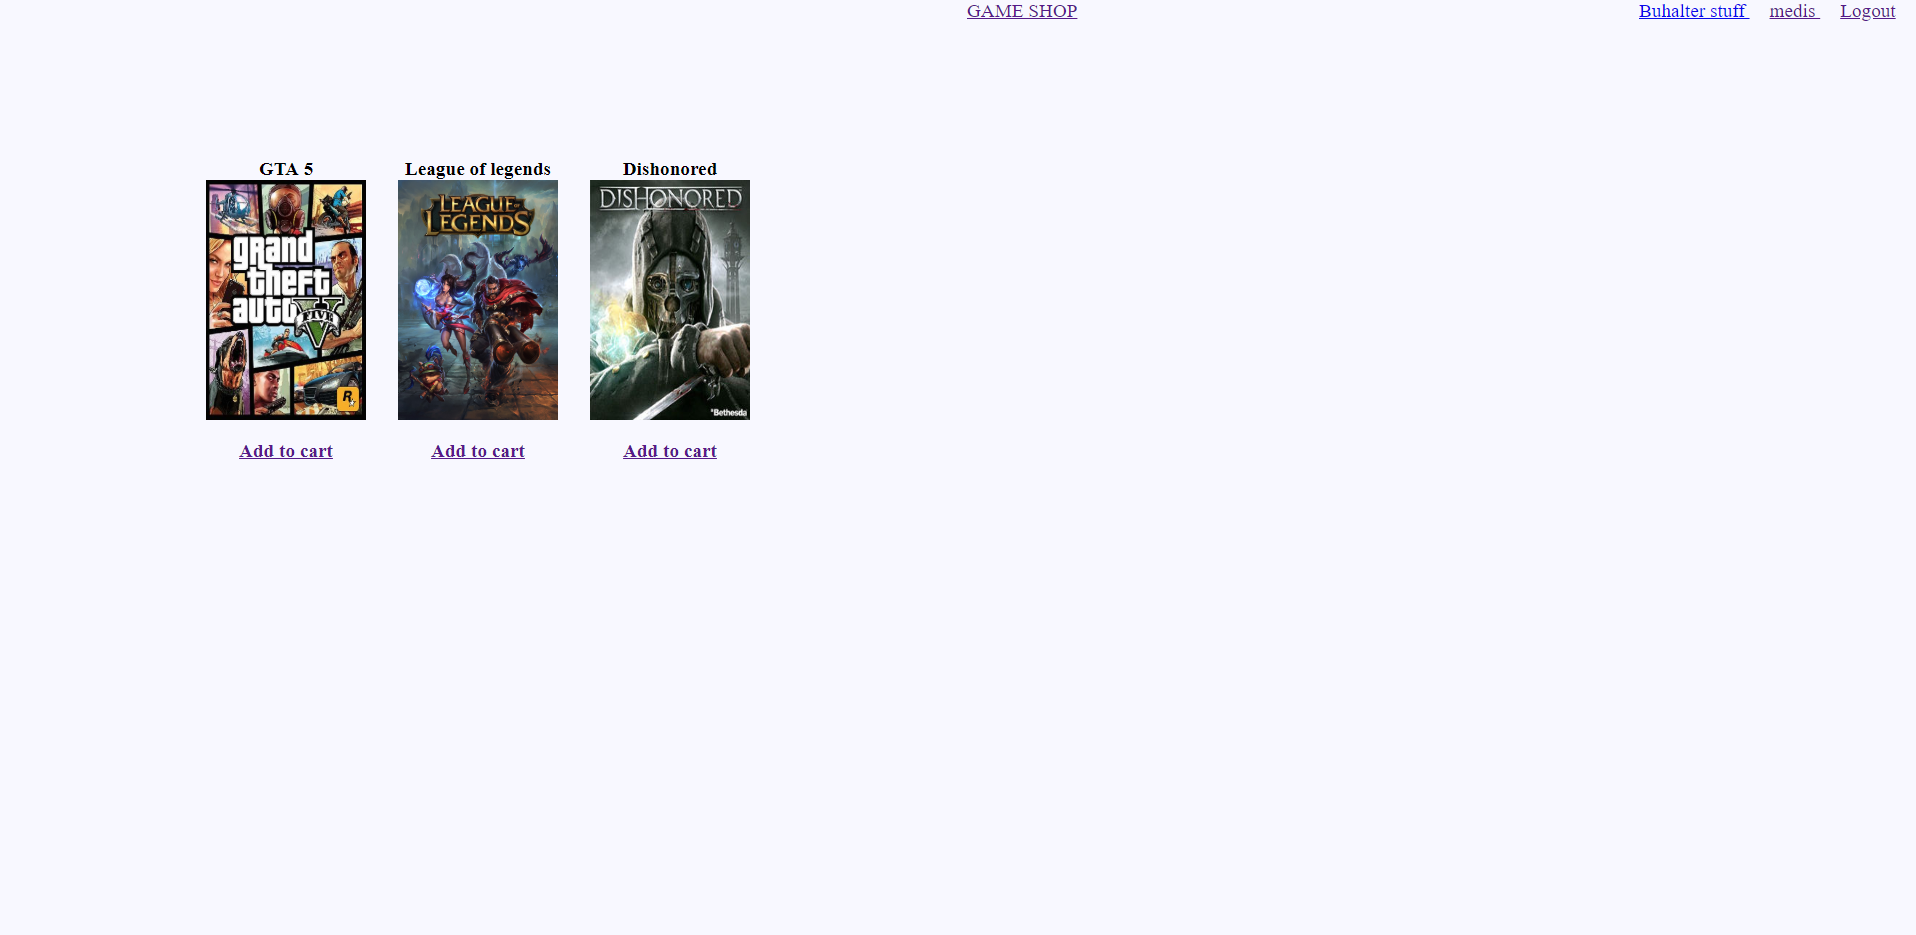 GAME SHOP
Buhalter stuff medis Logout
GTA 5
League of legends
Dishonored
grand
theft
auto
V
FIVE
R
LEAGUE OF
LEGENDS
DISHONORED
Bethesda
Add to cart
Add to cart
Add to cart